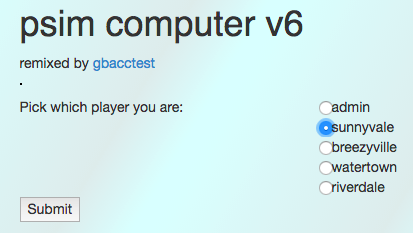 psim computer v6
remixed by gbacctest
.
Pick which player you are:
admin
sunnyvale
breezyville
watertown
riverdale
Submit